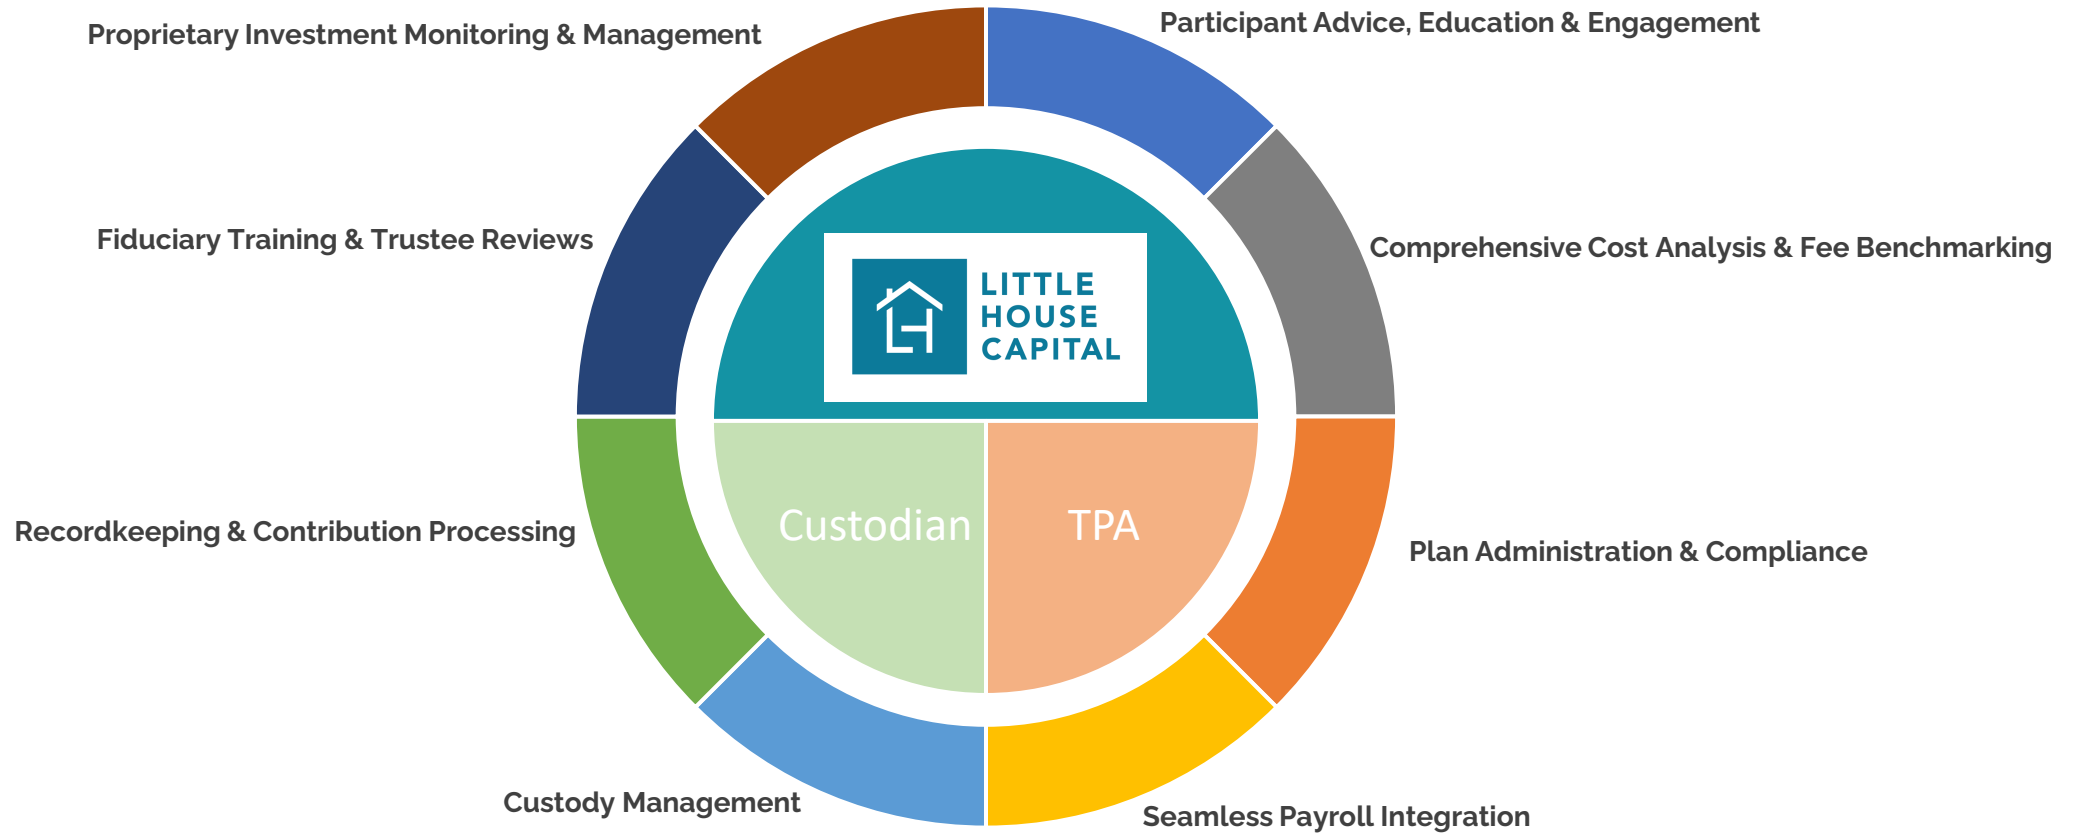 Proprietary Investment Monitoring & Management
Participant Advice, Education & Engagement
Fiduciary Training & Trustee Reviews
Comprehensive Cost Analysis & Fee Benchmarking
LITTLE
HOUSE
CAPITAL
Custodian
TPA
Recordkeeping & Contribution Processing
Plan Administration & Compliance
Custody Management
Seamless Payroll Integration